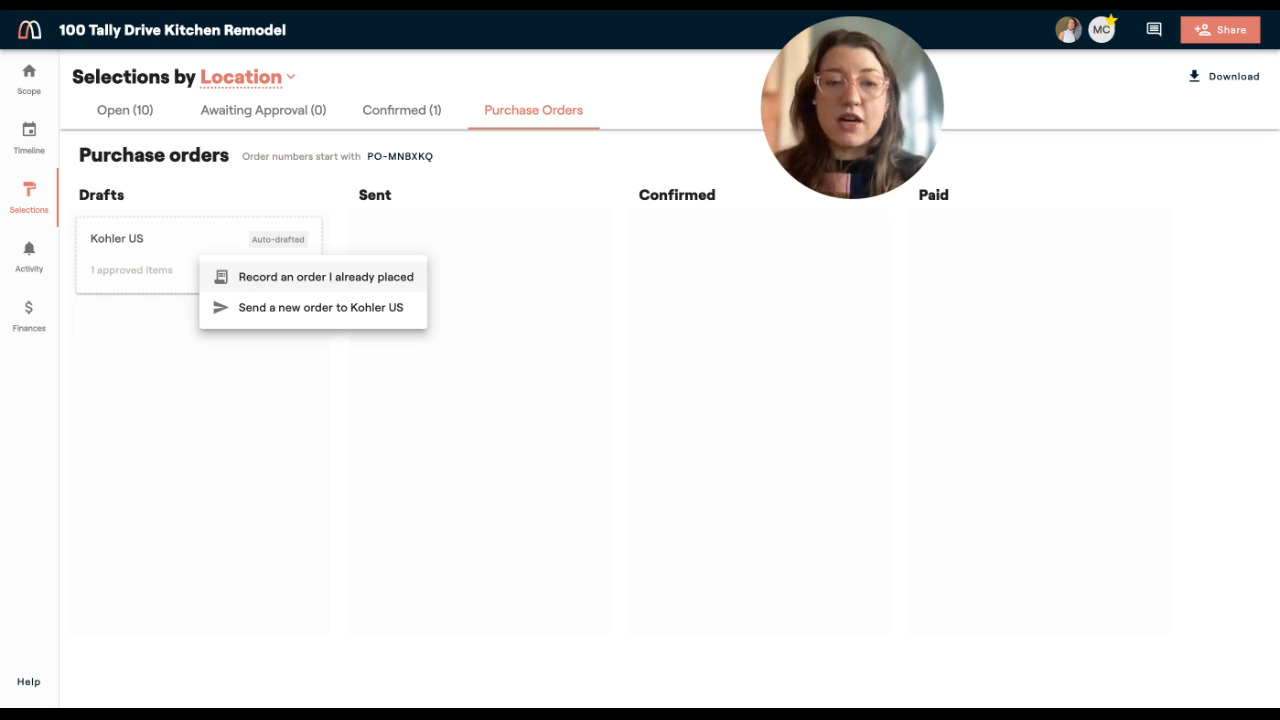 100 Tally Drive Kitchen Remodel
MC
Share
Scope
Timeline
Selections
Activity
Finances
Help
Selections by Location
Download
Open (10)
Awaiting Approval (0)
Confirmed (1)
Purchase Orders
Purchase orders
Order numbers start with PO-MNBXKQ
Drafts
Sent
Confirmed
Paid
Kohler US
Auto-drafted
1 approved items
Record an order I already placed
Send a new order to Kohler US